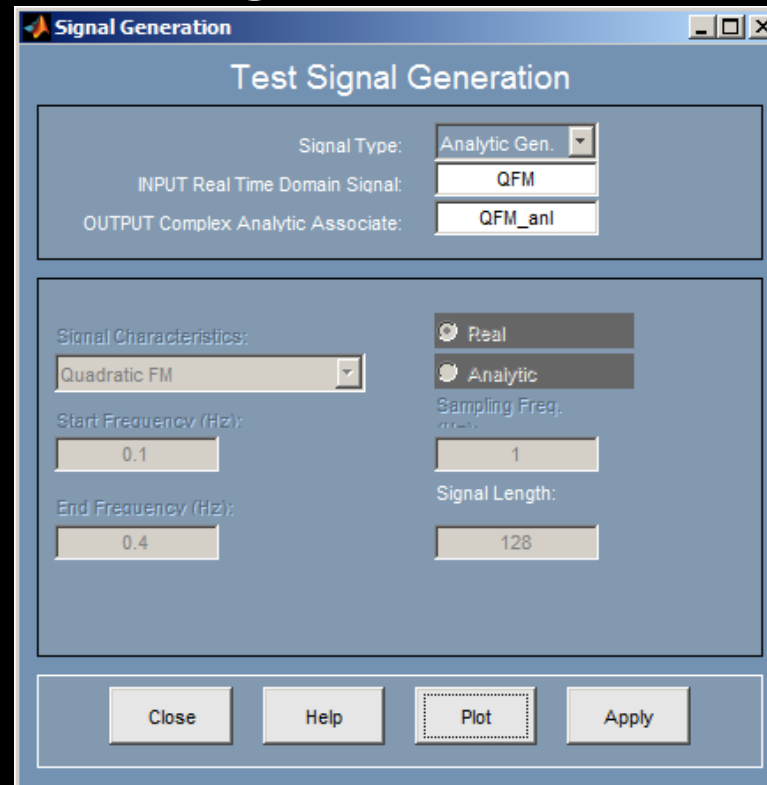 Signal Generation
Test Signal Generation
Signal Type: Analytic Gen.
INPUT Real Time Domain Signal: QFM
OUTPUT Complex Analytic Associate: QFM_anl
Signal Characteristics:
Real
Quadratic FM
Analytic
Start Frequency (Hz):
Sampling Freq.
0.1
1
End Frequency (Hz):
Signal Length:
0.4
128
Close Help Plot Apply